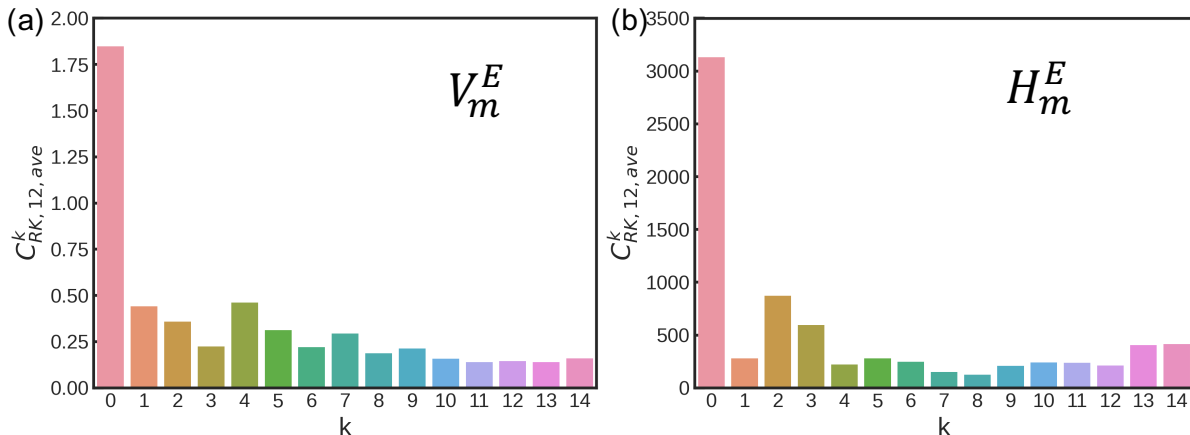 (a)
2.00
1.75
1.50
1.25
1.00
0.75
0.50
0.25
0.00
C^k_{RK, 12, ave}
V_m^E
0 1 2 3 4 5 6 7 8 9 10 11 12 13 14
k
(b)
3500
3000
2500
2000
1500
1000
500
0
C^k_{RK, 12, ave}
H_m^E
0 1 2 3 4 5 6 7 8 9 10 11 12 13 14
k